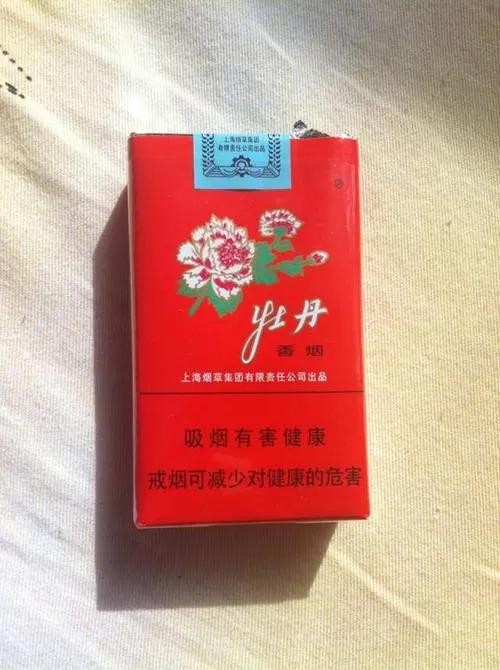 上海烟草集团
有限责任公司出品
牡丹
香烟
上海烟草集团有限责任公司出品
吸烟有害健康
戒烟可减少对健康的危害